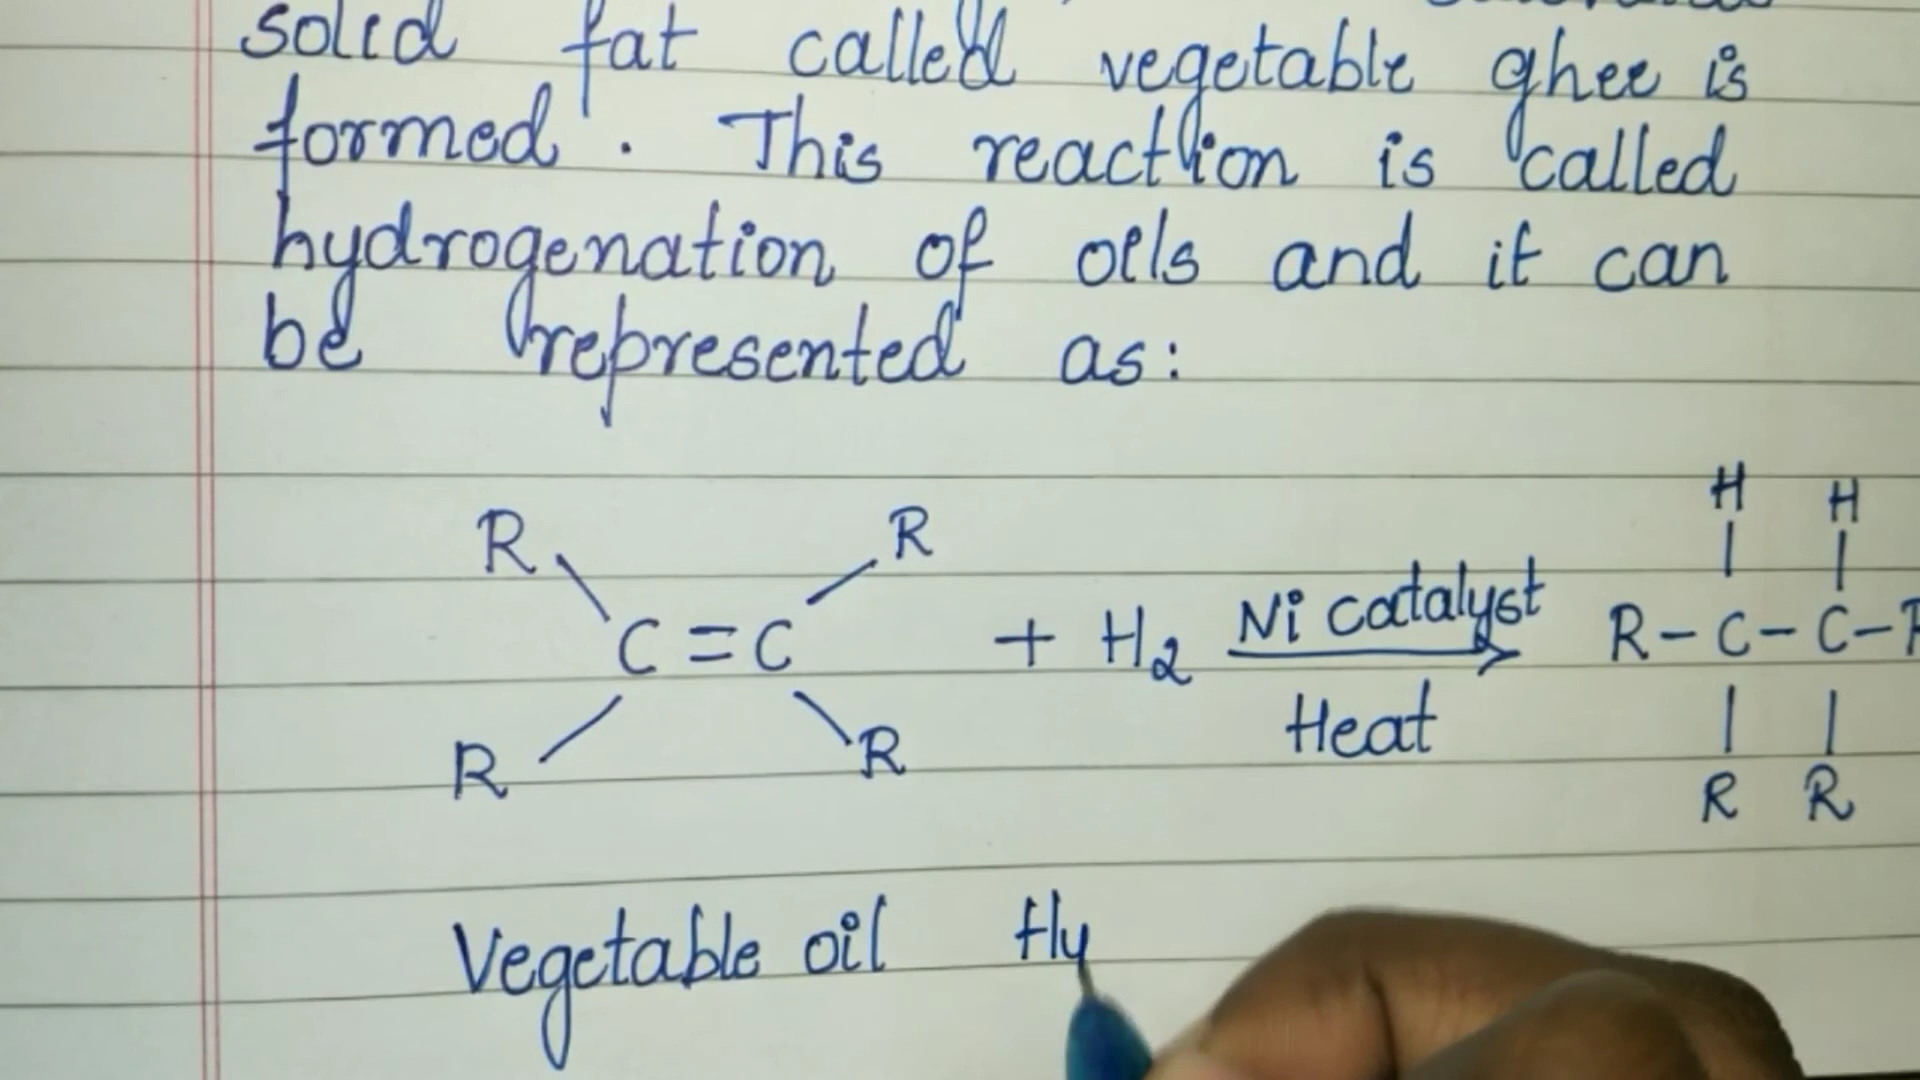 solid fat called vegetable ghee is
formed. This reaction is called
hydrogenation of oils and it can
be represented as:
H H
R R
C = C + H₂ Ni catalyst R - C - C -
Heat
R R
R R
Vegetable oil Hy